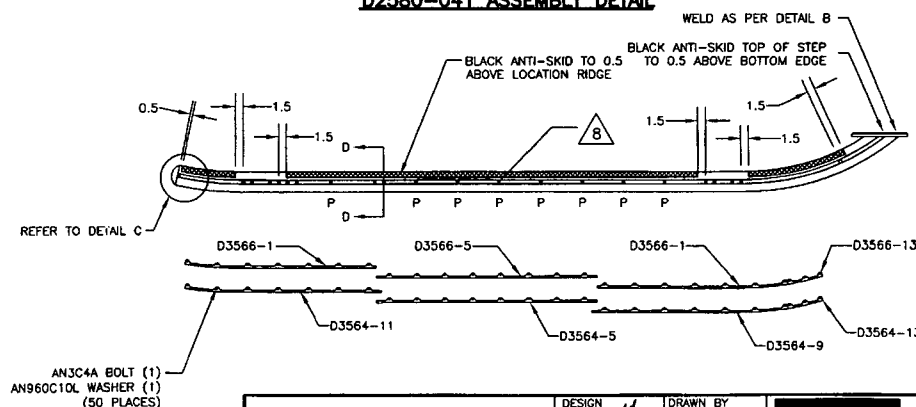 D2580-041 ASSEMBLY DETAIL
WELD AS PER DETAIL B
BLACK ANTI-SKID TO 0.5
ABOVE LOCATION RIDGE
BLACK ANTI-SKID TOP OF STEP
TO 0.5 ABOVE BOTTOM EDGE
0.5
1.5
1.5
1.5
1.5
1.5
8
D
D
P P P P P P P P
REFER TO DETAIL C
D3566-1
D3566-5
D3566-1
D3566-13
D3564-11
D3564-5
D3564-9
D3564-13
AN3C4A BOLT (1)
AN960C10L WASHER (1)
(50 PLACES)
DESIGN
DRAWN BY